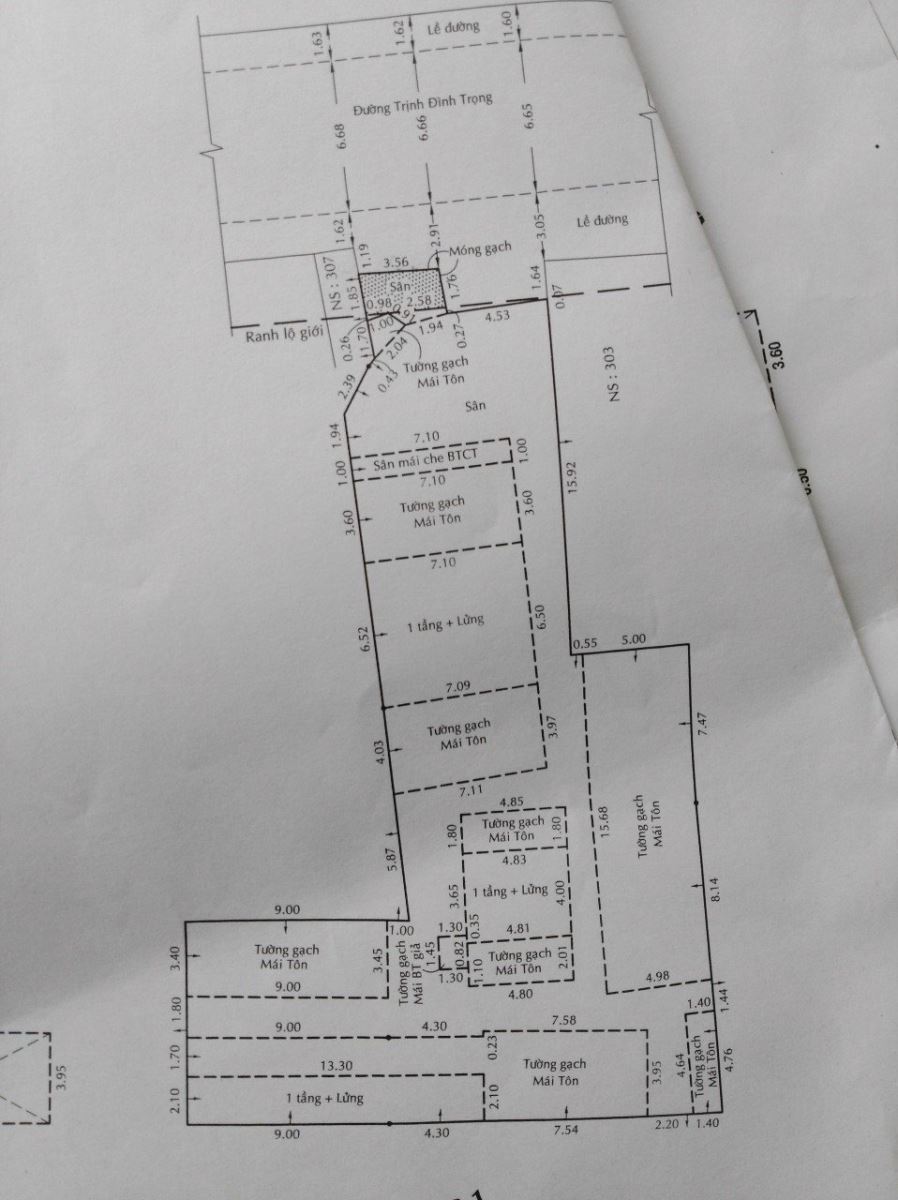 1.63
1.62
Lề đường
1.60
Đường Trịnh Đình Trọng
6.68
6.66
6.65
1.62
2.91
3.05
Lề đường
NS : 307
1.19
3.56
Móng gạch
1.85
Sân
1.76
1.64
0.07
0.98
2.58
Ranh lộ giới
0.26
1.70
1.00
1.94
0.27
4.53
2.04
2.39
0.43
Tường gạch
Mái Tôn
Sân
NS : 303
3.60
1.94
7.10
1.00
Sân mái che BTCT
1.00
7.10
15.92
3.60
Tường gạch
Mái Tôn
3.60
7.10
6.52
1 tầng + Lửng
6.50
0.55
5.00
7.09
4.03
Tường gạch
Mái Tôn
3.97
7.47
7.11
4.85
1.80
Tường gạch
Mái Tôn
1.80
15.68
Tường gạch
Mái Tôn
5.87
4.83
3.65
1 tầng + Lửng
4.00
8.14
9.00
1.00
1.30
0.35
4.81
3.40
Tường gạch
Mái Tôn
3.45
Tường gạch
Mái BT giả
1.45
0.82
1.10
Tường gạch
Mái Tôn
2.01
9.00
1.30
4.80
4.98
1.44
1.80
9.00
4.30
7.58
1.40
1.70
0.23
13.30
Tường gạch
Mái Tôn
3.95
4.64
Tường gạch
Mái Tôn
4.76
3.95
2.10
1 tầng + Lửng
2.10
9.00
4.30
7.54
2.20
1.40